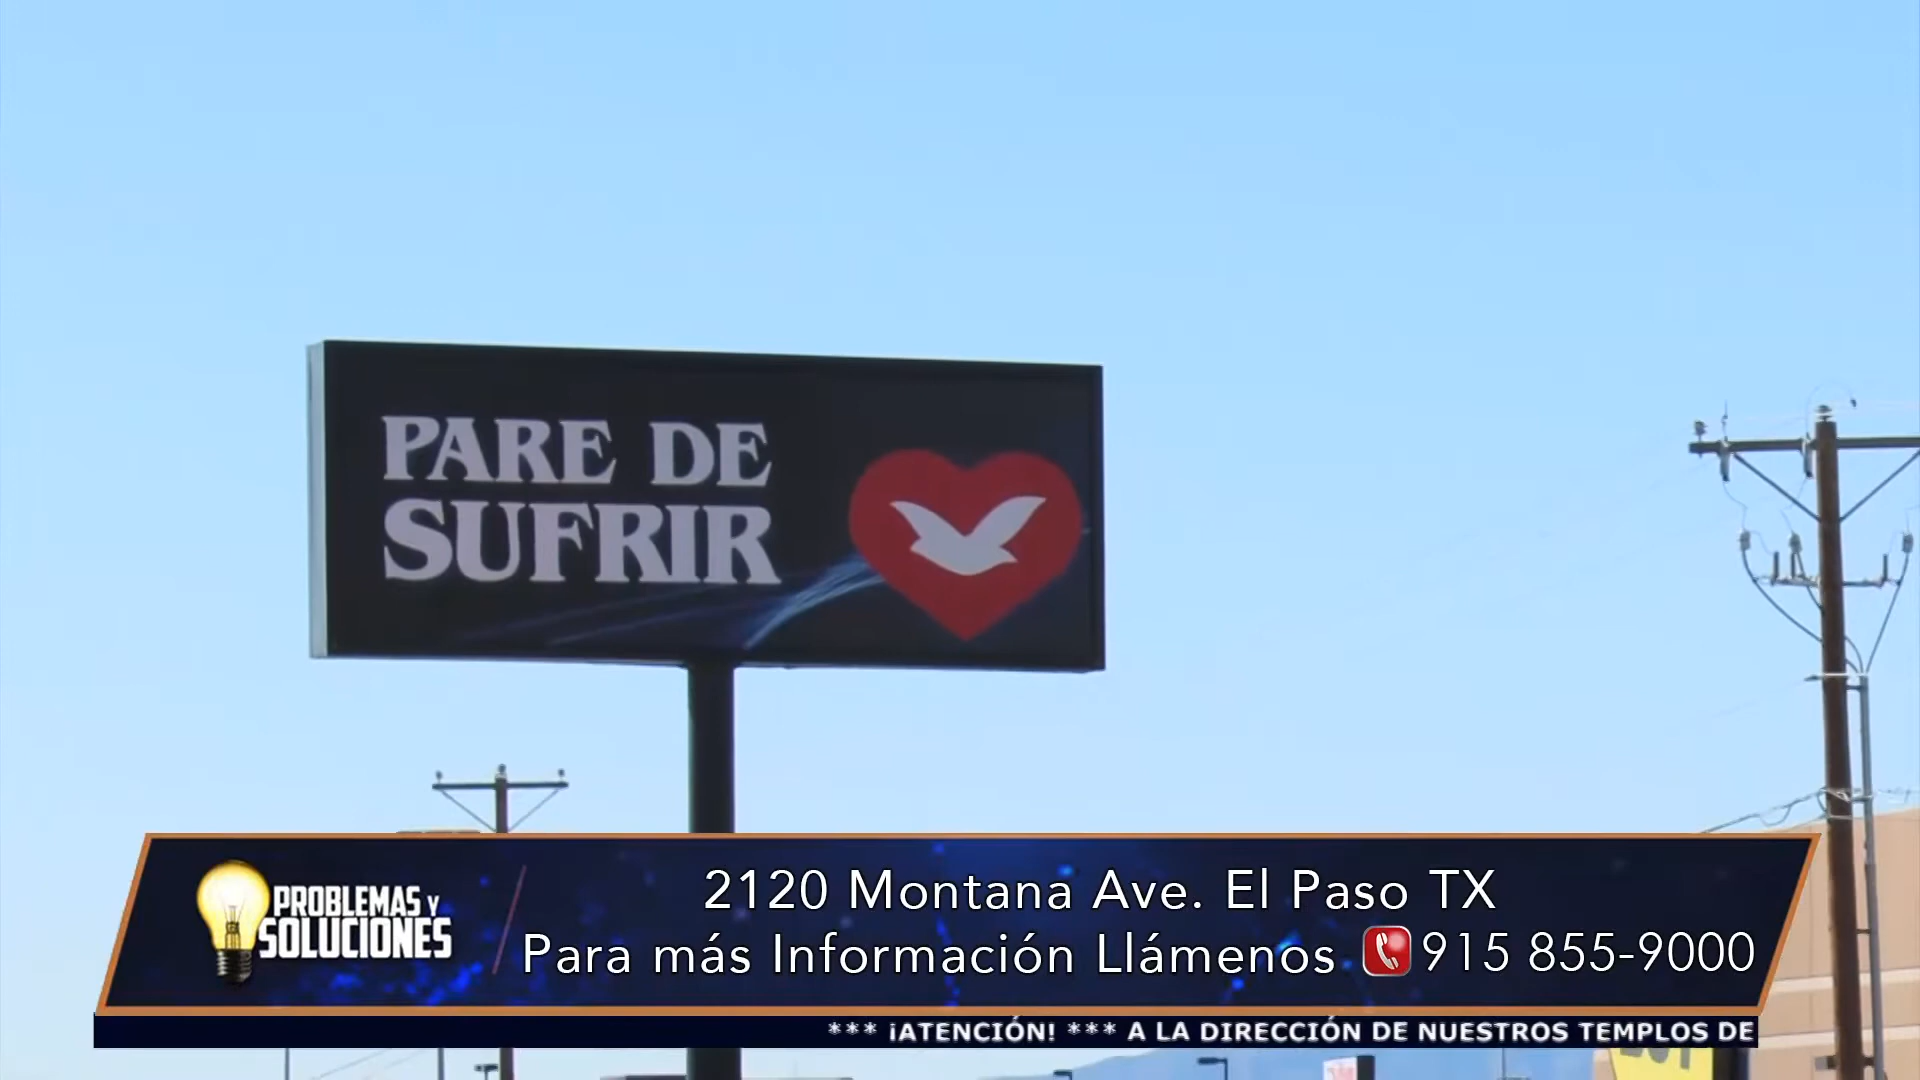 PARE DE
SUFRIR
PROBLEMAS Y
SOLUCIONES
2120 Montana Ave. El Paso TX
Para más Información Llámenos 915 855-9000
*** ¡ATENCIÓN! *** A LA DIRECCIÓN DE NUESTROS TEMPLOS DE